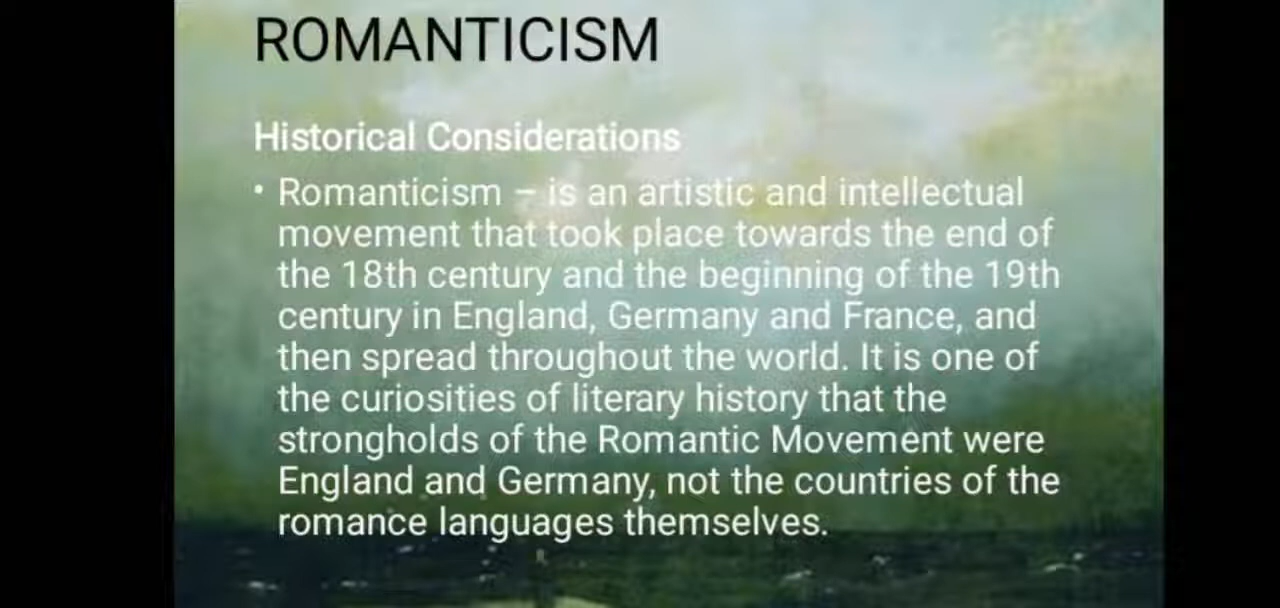 ROMANTICISM
Historical Considerations
• Romanticism – is an artistic and intellectual
movement that took place towards the end of
the 18th century and the beginning of the 19th
century in England, Germany and France, and
then spread throughout the world. It is one of
the curiosities of literary history that the
strongholds of the Romantic Movement were
England and Germany, not the countries of the
romance languages themselves.